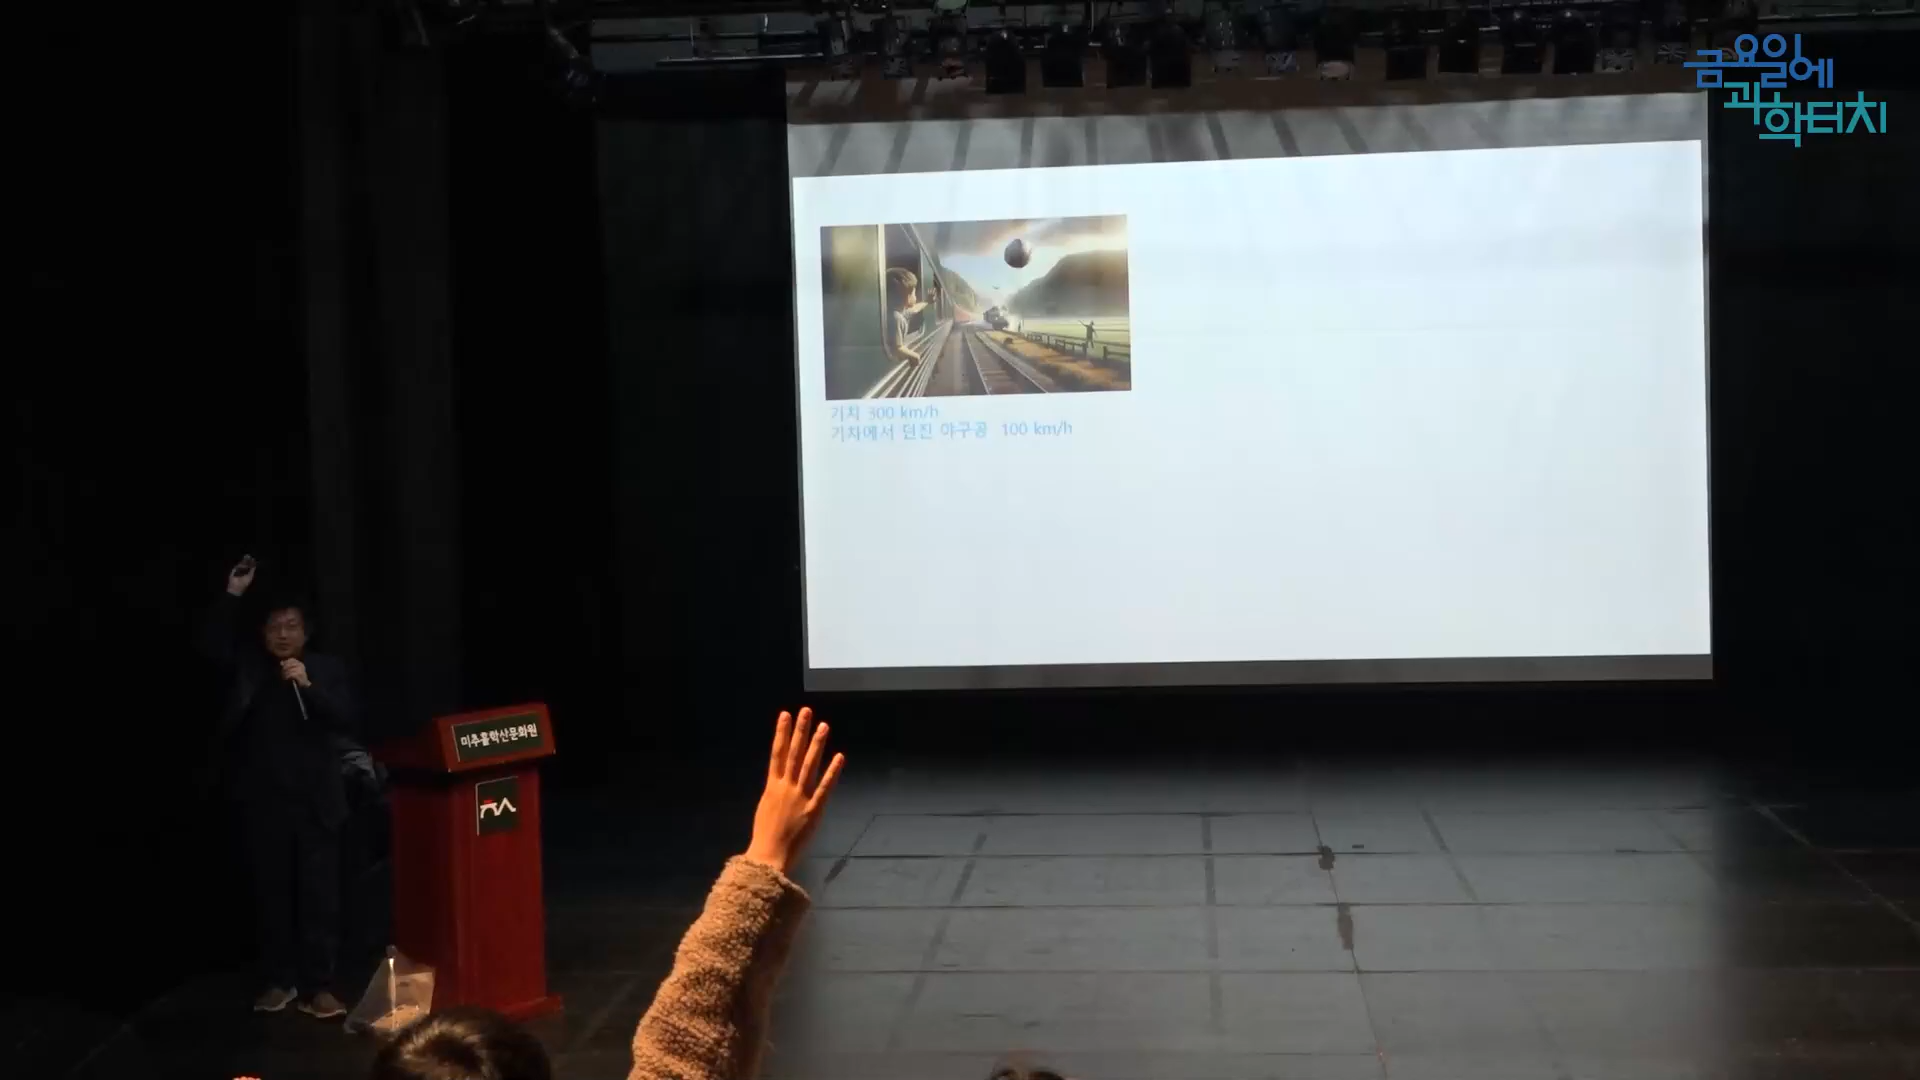 금요일에
과학터치
기차 300 km/h
기차에서 던진 야구공 100 km/h
미추홀학산문화원